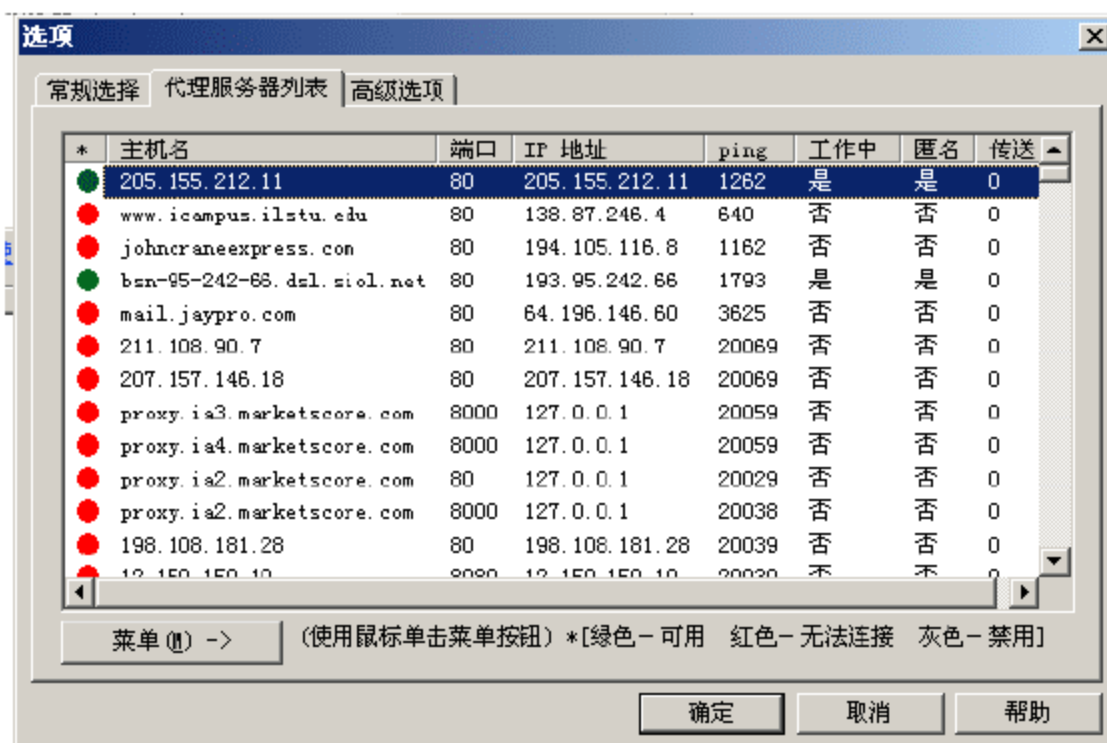 选项
常规选择 代理服务器列表 高级选项
* 主机名 端口 IP 地址 ping 工作中 匿名 传送
205.155.212.11 80 205.155.212.11 1262 是 是 0
www.icampus.ilstu.edu 80 138.87.246.4 640 否 否 0
johncraneexpress.com 80 194.105.116.8 1162 否 否 0
bsn-95-242-66.dsl.siol.net 80 193.95.242.66 1793 是 是 0
mail.jaypro.com 80 64.196.146.60 3625 否 否 0
211.108.90.7 80 211.108.90.7 20069 否 否 0
207.157.146.18 80 207.157.146.18 20069 否 否 0
proxy.ia3.marketscore.com 8000 127.0.0.1 20059 否 否 0
proxy.ia4.marketscore.com 8000 127.0.0.1 20059 否 否 0
proxy.ia2.marketscore.com 80 127.0.0.1 20029 否 否 0
proxy.ia2.marketscore.com 8000 127.0.0.1 20038 否 否 0
198.108.181.28 80 198.108.181.28 20039 否 否 0
菜单(M) -> (使用鼠标单击菜单按钮) *[绿色-可用 红色-无法连接 灰色-禁用]
确定 取消 帮助